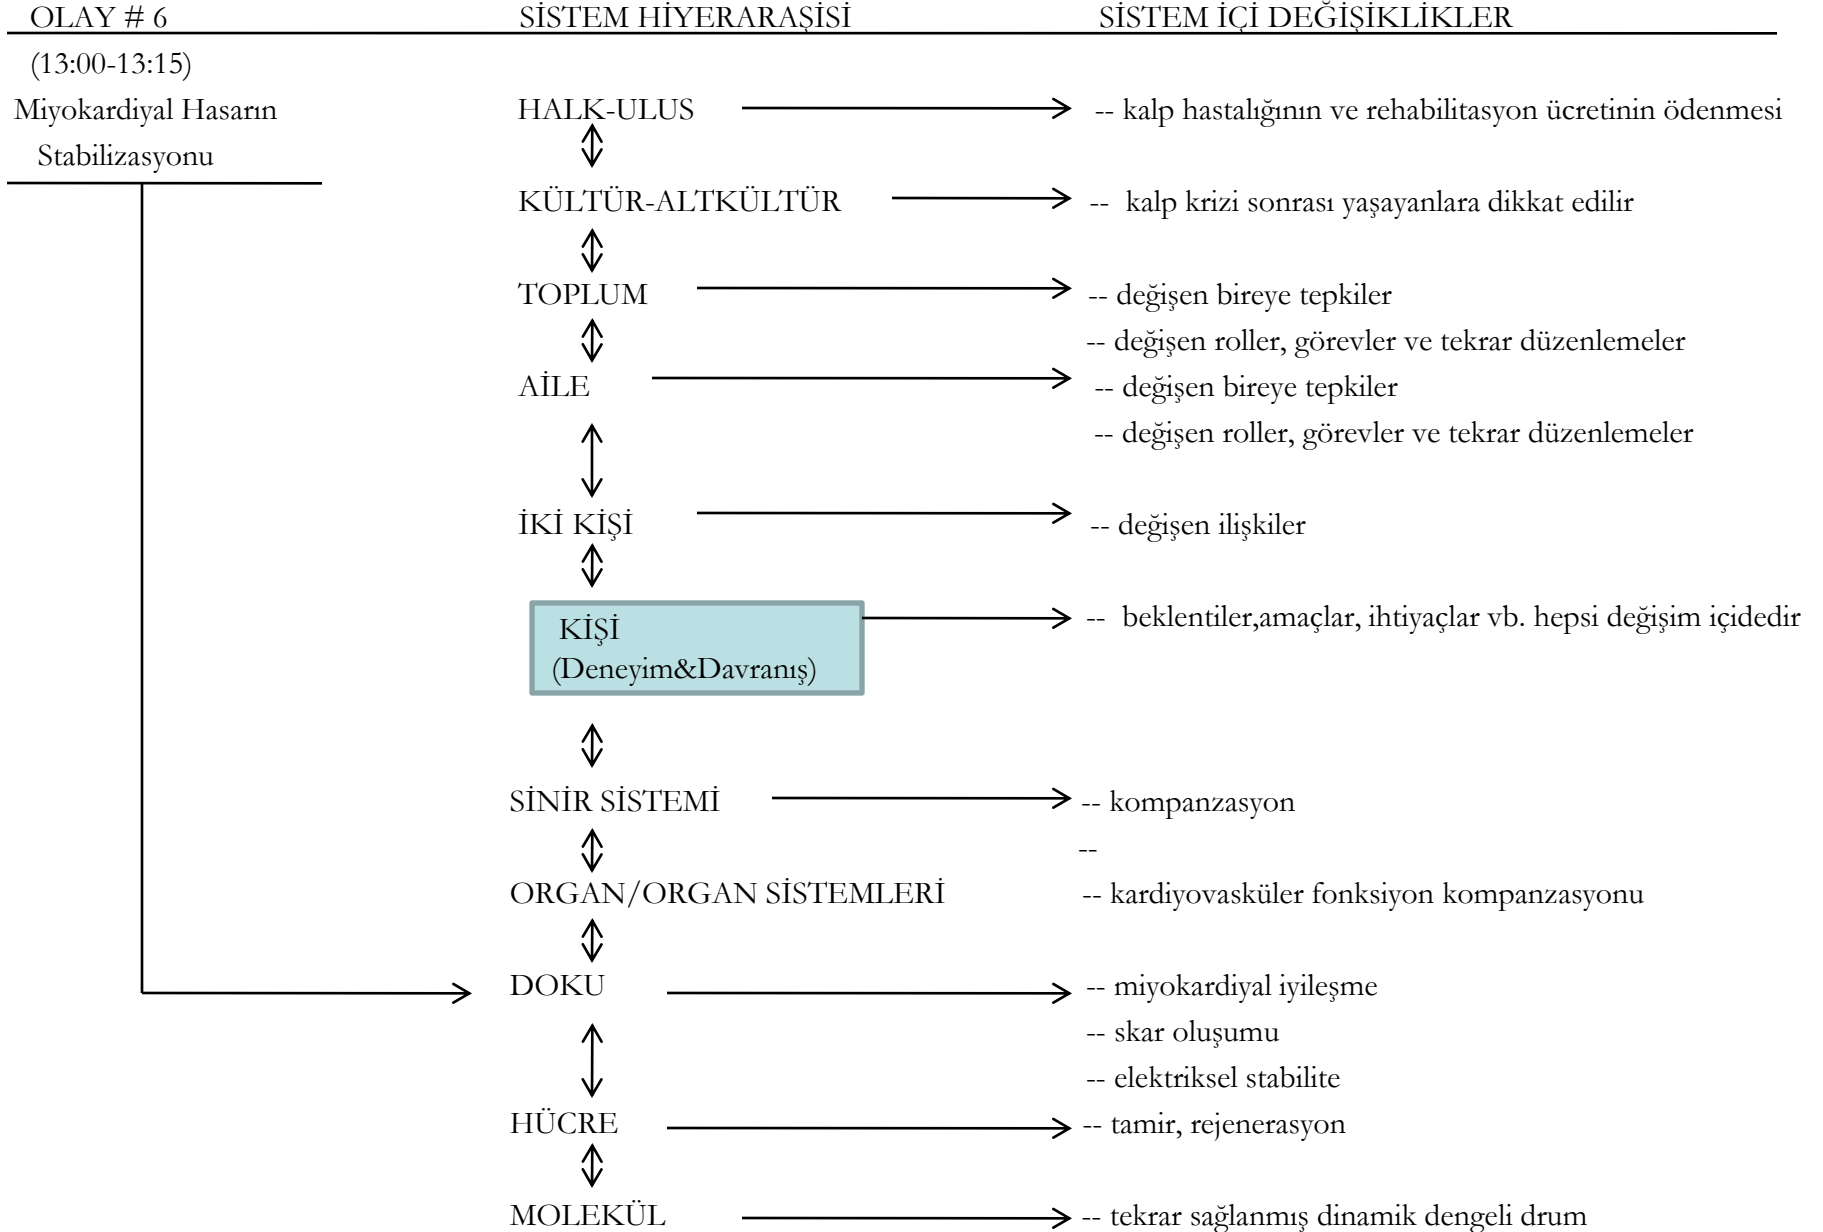 OLAY # 6 SİSTEM HİYERARAŞİSİ SİSTEM İÇİ DEĞİŞİKLİKLER
(13:00-13:15)
Miyokardiyal Hasarın HALK-ULUS -- kalp hastalığının ve rehabilitasyon ücretinin ödenmesi
Stabilizasyonu
KÜLTÜR-ALTKÜLTÜR -- kalp krizi sonrası yaşayanlara dikkat edilir
TOPLUM -- değişen bireye tepkiler
-- değişen roller, görevler ve tekrar düzenlemeler
AİLE -- değişen bireye tepkiler
-- değişen roller, görevler ve tekrar düzenlemeler
İKİ KİŞİ -- değişen ilişkiler
KİŞİ -- beklentiler,amaçlar, ihtiyaçlar vb. hepsi değişim içidedir
(Deneyim&Davranış)
SİNİR SİSTEMİ -- kompanzasyon
--
ORGAN/ORGAN SİSTEMLERİ -- kardiyovasküler fonksiyon kompanzasyonu
DOKU -- miyokardiyal iyileşme
-- skar oluşumu
-- elektriksel stabilite
HÜCRE -- tamir, rejenerasyon
MOLEKÜL -- tekrar sağlanmış dinamik dengeli drum